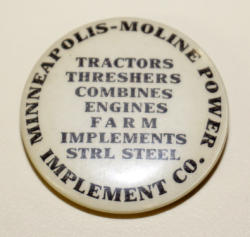 MINNEAPOLIS-MOLINE POWER
TRACTORS
THRESHERS
COMBINES
ENGINES
FARM
IMPLEMENTS
STRL STEEL
IMPLEMENT CO.